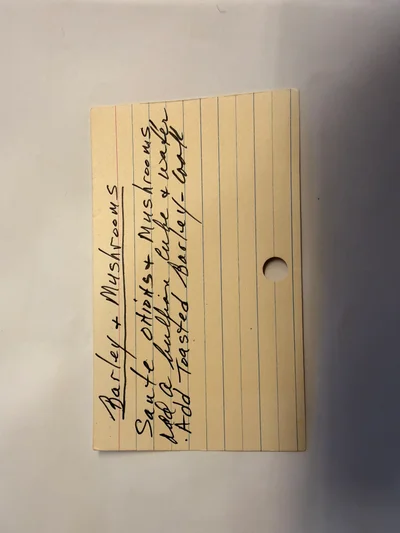 Barley + Mushrooms
Saute onions + Mushrooms,
add a bullion cube + water
. Add Toasted Barley - cook